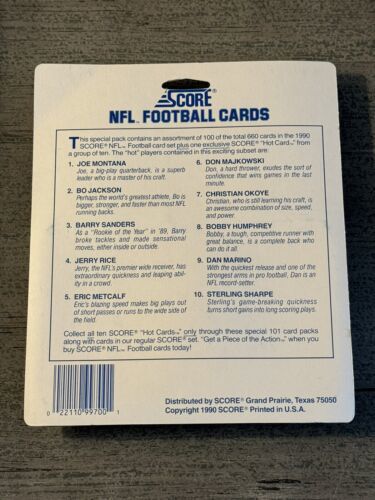 SCORE®
NFL™ FOOTBALL CARDS
This special pack contains an assortment of 100 of the total 660 cards in the 1990
SCORE® NFL™ Football card set plus one exclusive SCORE® "Hot Card™" from
a group of ten. The "hot" players contained in this exciting subset are:
1. JOE MONTANA
Joe, a big-play quarterback, is a superb
leader who is a master of his craft.
2. BO JACKSON
Perhaps the world's greatest athlete, Bo is
bigger, stronger, and faster than most NFL
running backs.
3. BARRY SANDERS
As a "Rookie of the Year" in '89, Barry
broke tackles and made sensational
moves, either inside or outside.
4. JERRY RICE
Jerry, the NFL's premier wide receiver, has
extraordinary quickness and leaping abil-
ity in a crowd.
5. ERIC METCALF
Eric's blazing speed makes big plays out
of short passes or runs to the wide side of
the field.
6. DON MAJKOWSKI
Don, a hard thrower, exudes the sort of
confidence that wins games in the last
minute.
7. CHRISTIAN OKOYE
Christian, who is still learning his craft, is
an awesome combination of size, speed,
and power.
8. BOBBY HUMPHREY
Bobby, a tough, competitive runner with
great balance, is a complete back who
can do it all.
9. DAN MARINO
With the quickest release and one of the
strongest arms in pro football, Dan is an
NFL record-setter.
10. STERLING SHARPE
Sterling's game-breaking quickness
turns short gains into long scoring plays.
Collect all ten SCORE® "Hot Cards™" only through these special 101 card packs
along with cards in our regular SCORE® set. "Get a Piece of the Action™" when you
buy SCORE® NFL™ Football cards today!
0 22110 99700 1
Distributed by SCORE® Grand Prairie, Texas 75050
Copyright 1990 SCORE® Printed in U.S.A.